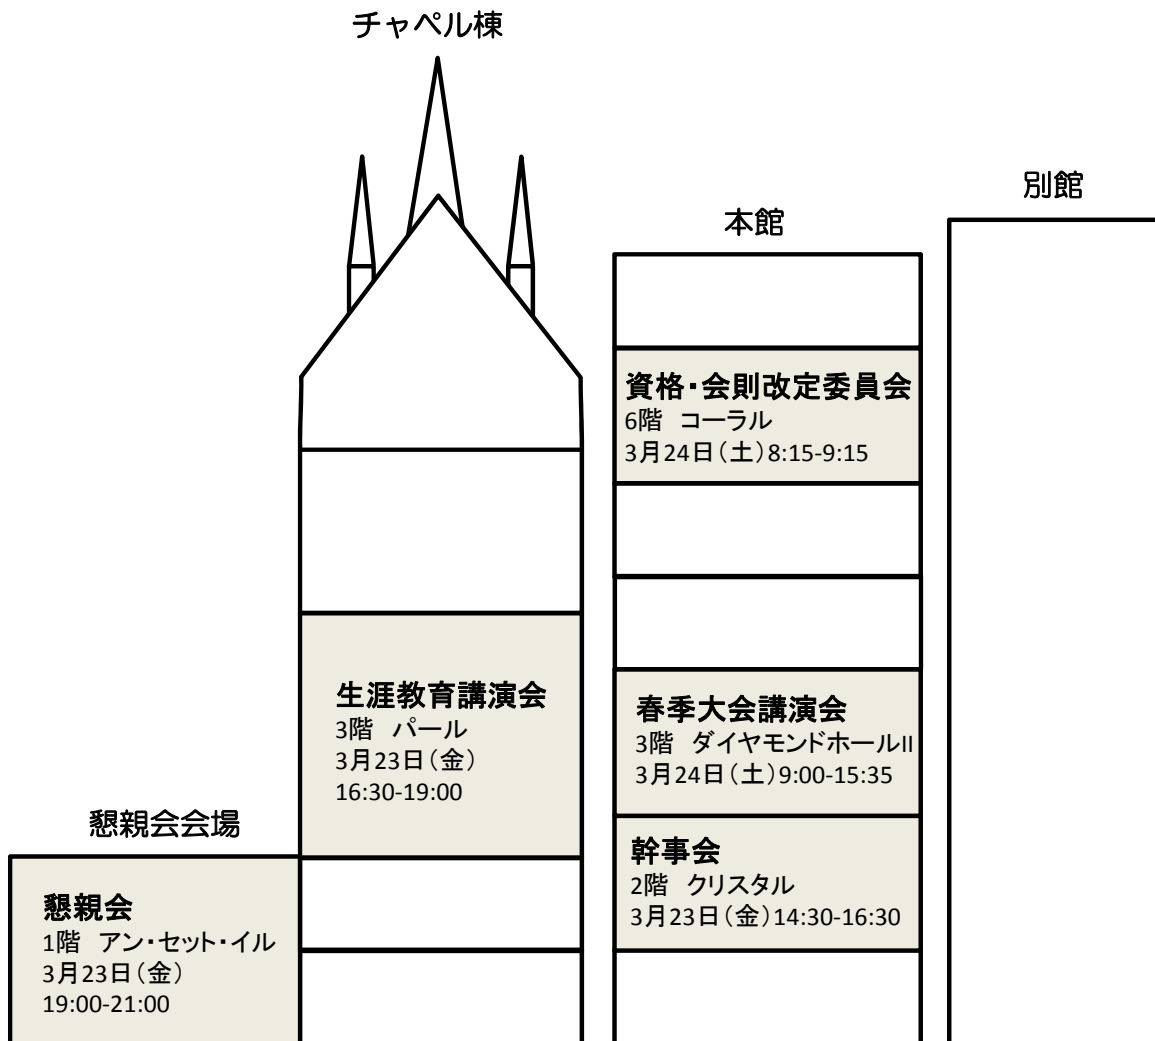 チャペル棟
別館
本館
資格・会則改定委員会
6階　コーラル
3月24日（土）8:15-9:15
生涯教育講演会
3階　パール
3月23日（金）
16:30-19:00
春季大会講演会
3階　ダイヤモンドホールII
3月24日（土）9:00-15:35
懇親会会場
幹事会
2階　クリスタル
3月23日（金）14:30-16:30
懇親会
1階　アン・セット・イル
3月23日（金）
19:00-21:00